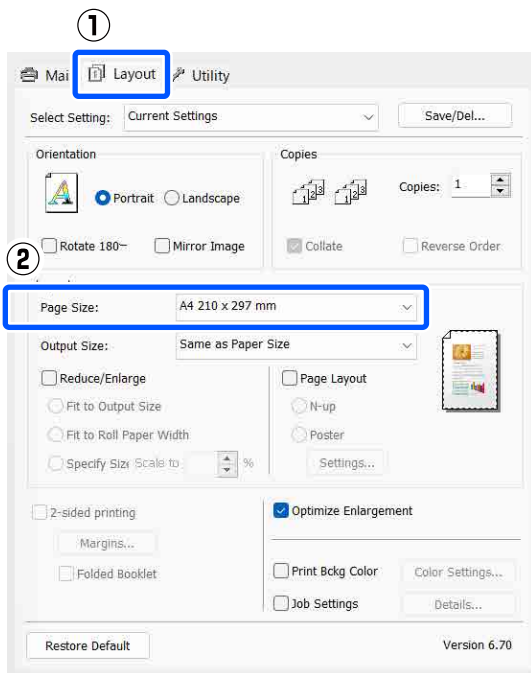 ①
Mai Layout Utility
Select Setting: Current Settings Save/Del...
Orientation Copies
Portrait Landscape Copies: 1
Rotate 180 Mirror Image Collate Reverse Order
②
Page Size: A4 210 x 297 mm
Output Size: Same as Paper Size
Reduce/Enlarge Page Layout
Fit to Output Size N-up
Fit to Roll Paper Width Poster
Specify Size Scale to % Settings...
2-sided printing Optimize Enlargement
Margins...
Folded Booklet Print Bckg Color Color Settings...
Job Settings Details...
Restore Default Version 6.70